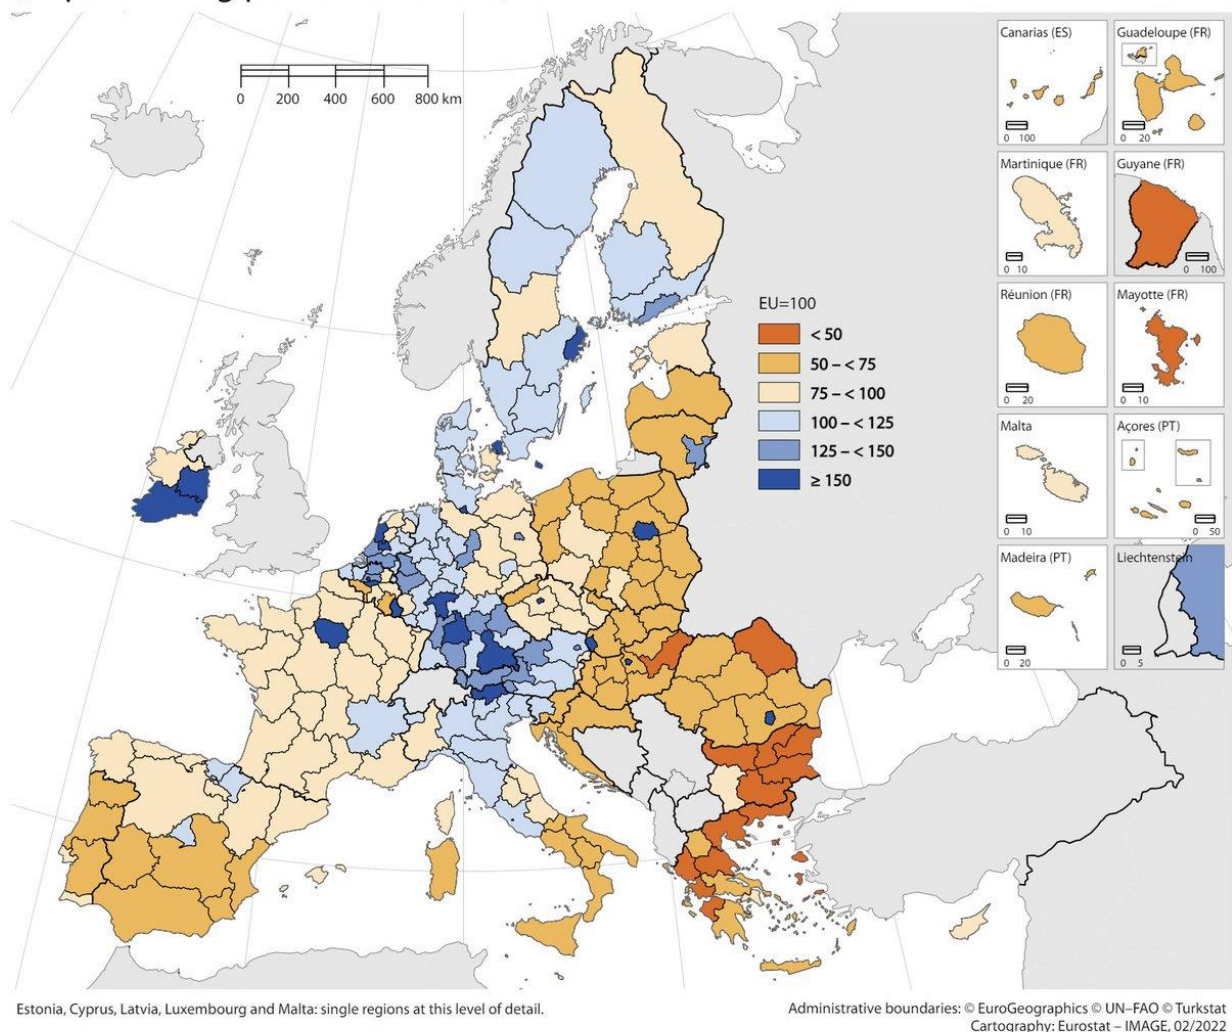 0 200 400 600 800 km
EU=100
< 50
50 – < 75
75 – < 100
100 – < 125
125 – < 150
≥ 150
Canarias (ES)
0 100
Guadeloupe (FR)
0 20
Martinique (FR)
0 10
Guyane (FR)
0 100
Réunion (FR)
0 20
Mayotte (FR)
0 10
Malta
0 10
Açores (PT)
0 50
Madeira (PT)
0 20
Liechtenstein
0 5
Estonia, Cyprus, Latvia, Luxembourg and Malta: single regions at this level of detail.
Administrative boundaries: © EuroGeographics © UN–FAO © Turkstat
Cartography: Eurostat – IMAGE, 02/2022